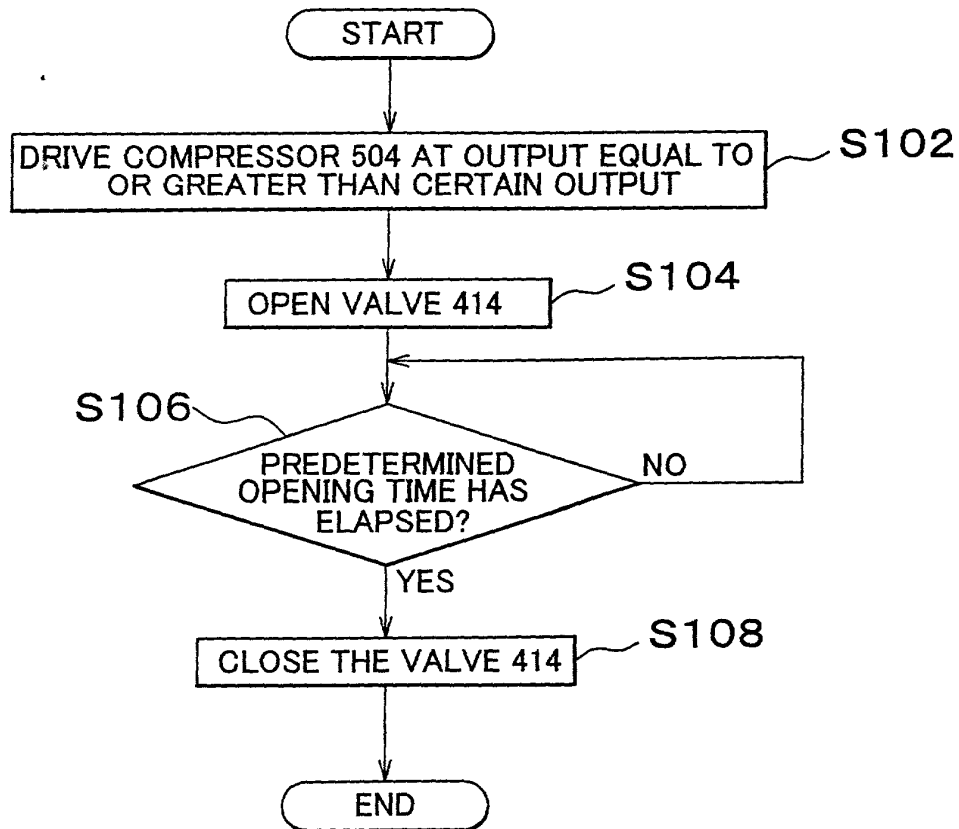 START
DRIVE COMPRESSOR 504 AT OUTPUT EQUAL TO
OR GREATER THAN CERTAIN OUTPUT
S102
OPEN VALVE 414
S104
S106
PREDETERMINED
OPENING TIME HAS
ELAPSED?
NO
YES
CLOSE THE VALVE 414
S108
END